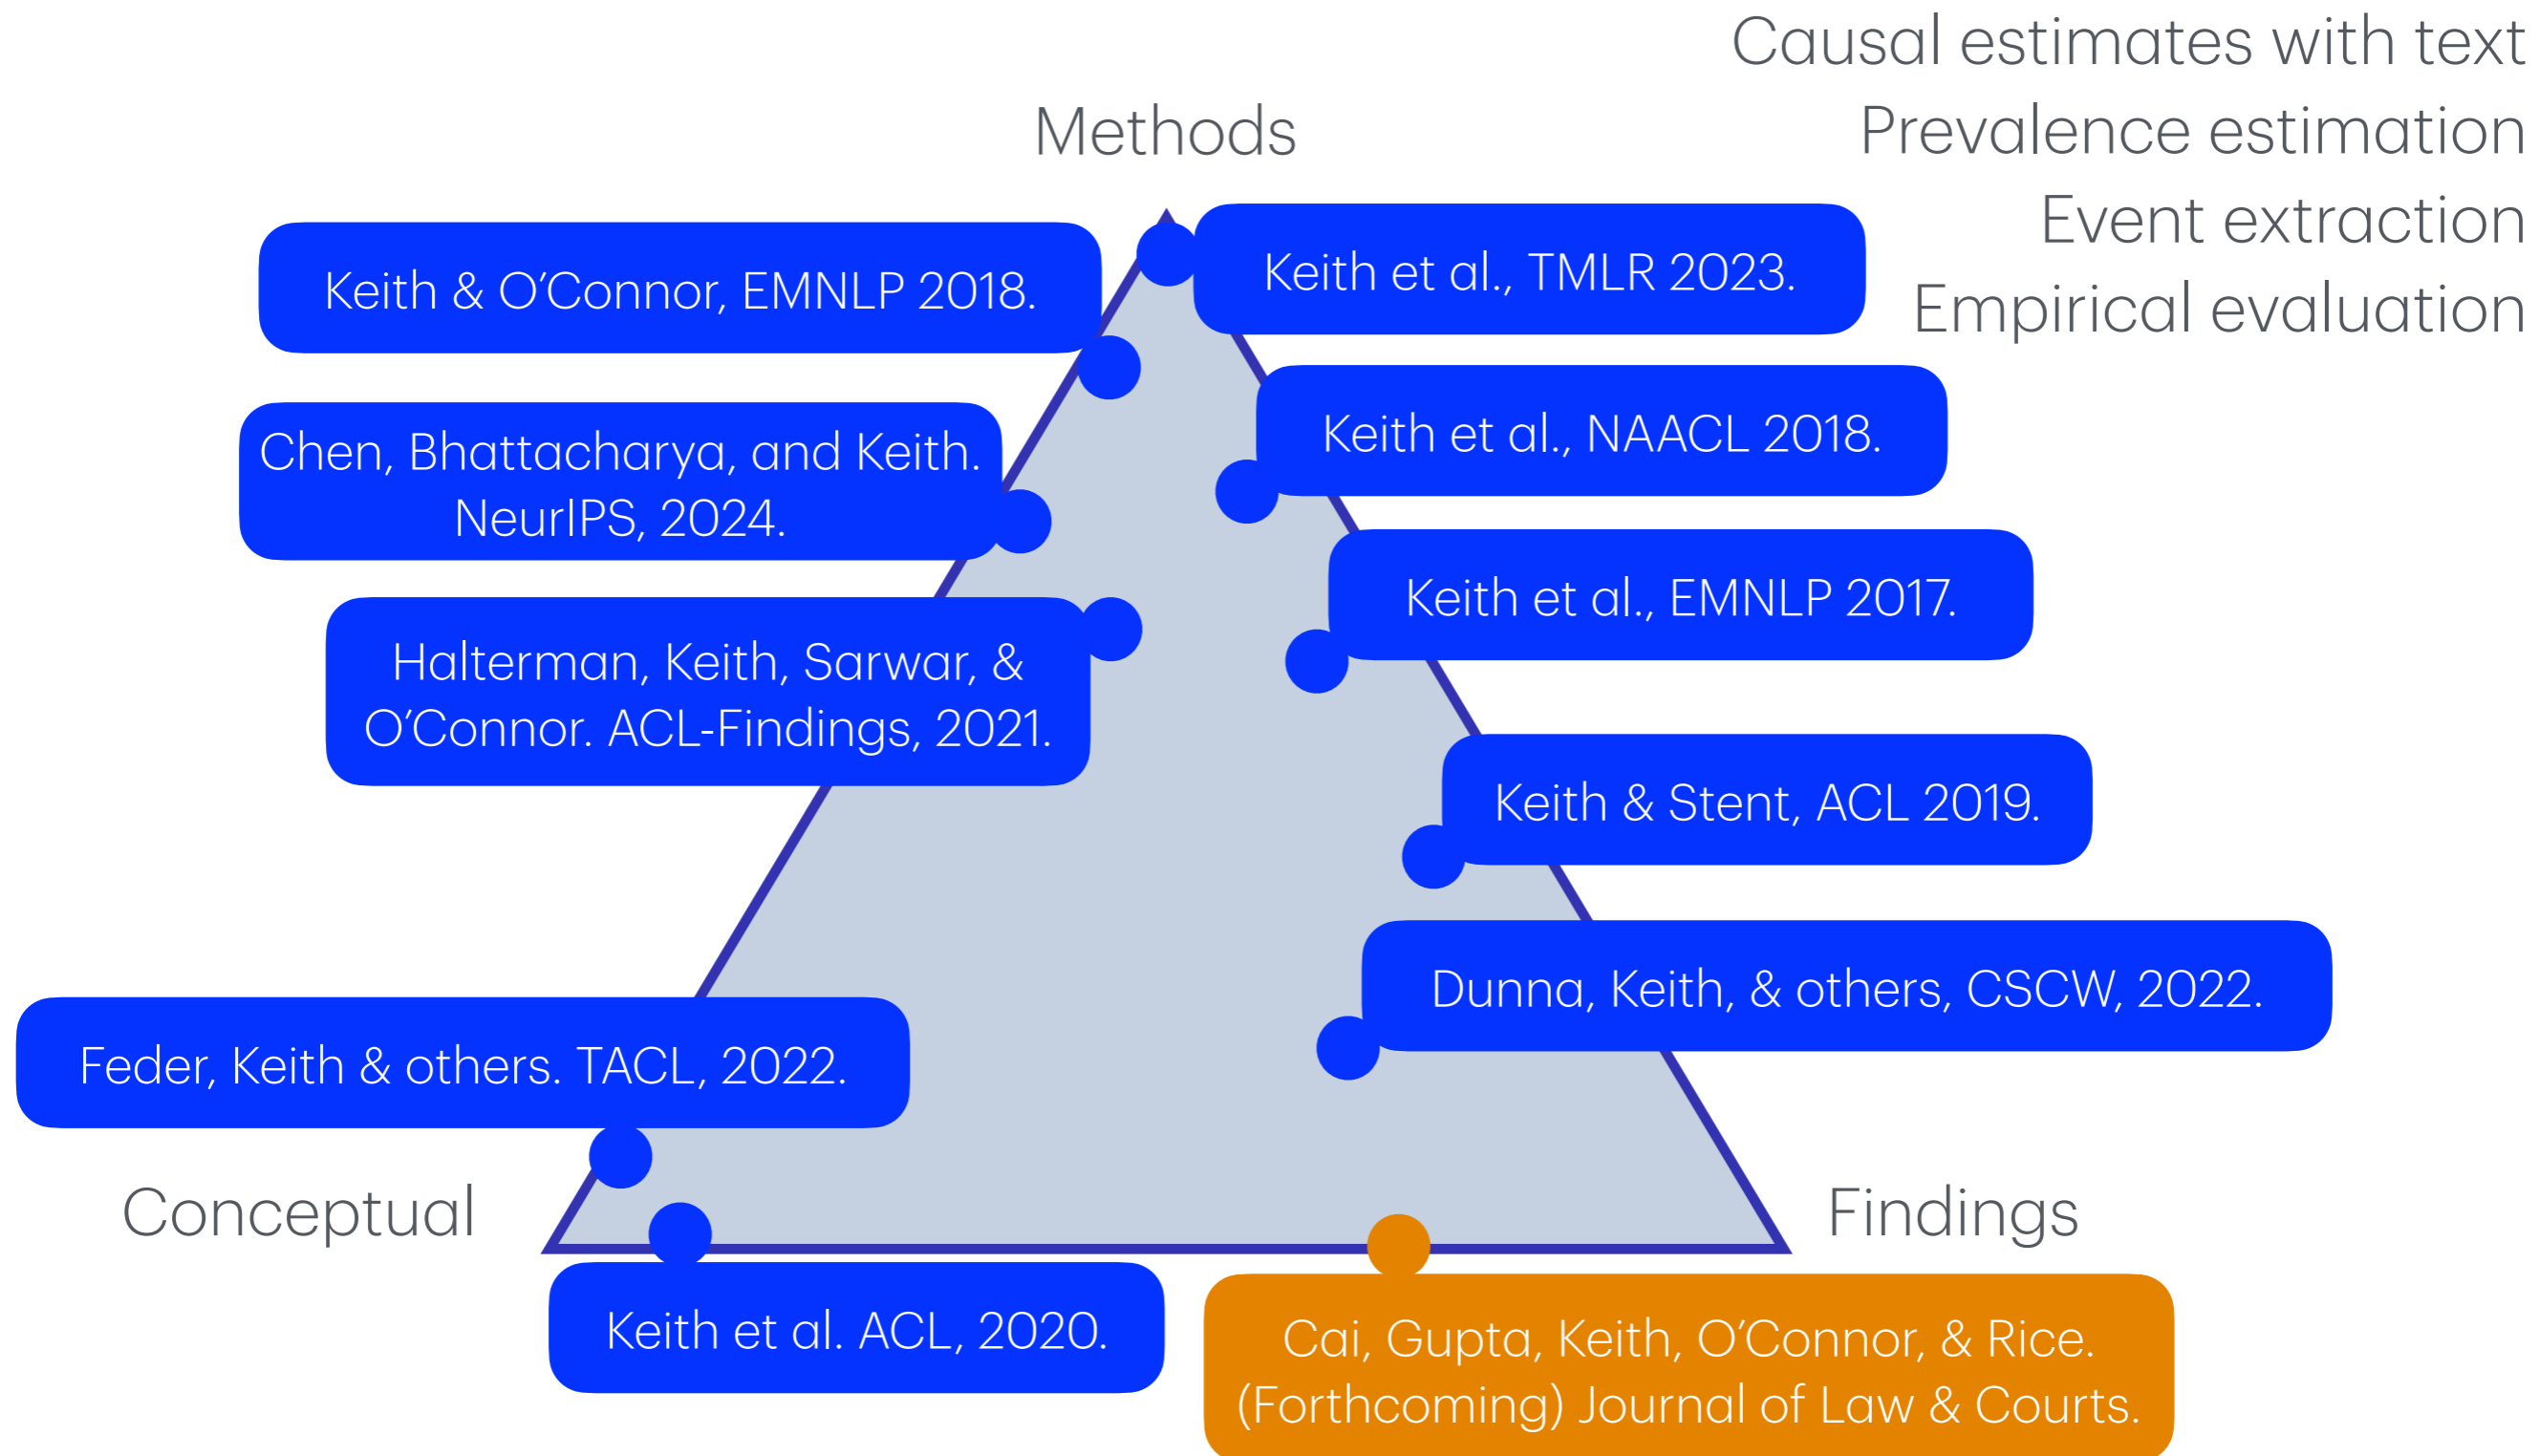 Causal estimates with text
Prevalence estimation
Event extraction
Empirical evaluation
Methods
Keith & O’Connor, EMNLP 2018.
Keith et al., TMLR 2023.
Chen, Bhattacharya, and Keith.
NeurIPS, 2024.
Keith et al., NAACL 2018.
Halterman, Keith, Sarwar, &
O’Connor. ACL-Findings, 2021.
Keith et al., EMNLP 2017.
Keith & Stent, ACL 2019.
Dunna, Keith, & others, CSCW, 2022.
Feder, Keith & others. TACL, 2022.
Conceptual
Findings
Keith et al. ACL, 2020.
Cai, Gupta, Keith, O’Connor, & Rice.
(Forthcoming) Journal of Law & Courts.